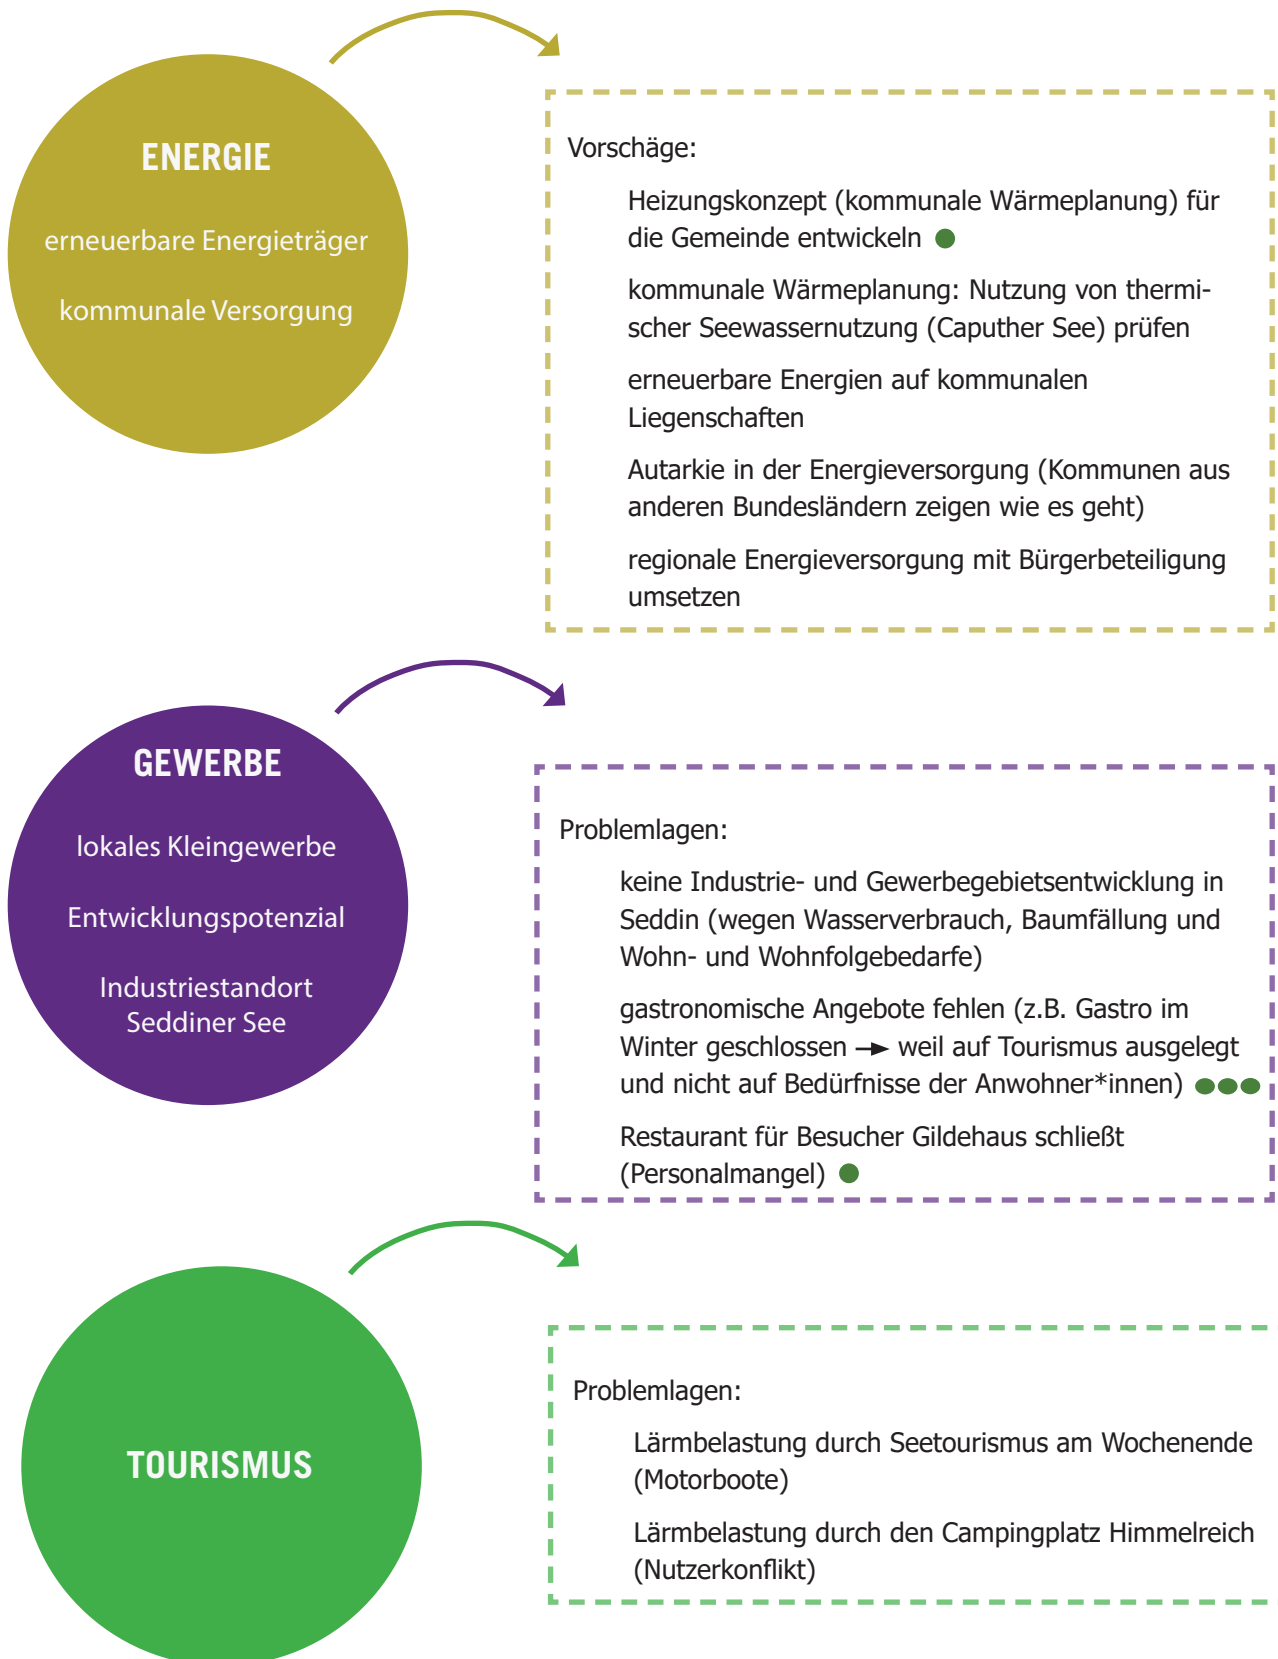 ENERGIE
erneuerbare Energieträger
kommunale Versorgung
Vorschäge:
Heizungskonzept (kommunale Wärmeplanung) für
die Gemeinde entwickeln
kommunale Wärmeplanung: Nutzung von thermi-
scher Seewassernutzung (Caputher See) prüfen
erneuerbare Energien auf kommunalen
Liegenschaften
Autarkie in der Energieversorgung (Kommunen aus
anderen Bundesländern zeigen wie es geht)
regionale Energieversorgung mit Bürgerbeteiligung
umsetzen
GEWERBE
lokales Kleingewerbe
Entwicklungspotenzial
Industriestandort
Seddiner See
Problemlagen:
keine Industrie- und Gewerbegebietsentwicklung in
Seddin (wegen Wasserverbrauch, Baumfällung und
Wohn- und Wohnfolgebedarfe)
gastronomische Angebote fehlen (z.B. Gastro im
Winter geschlossen → weil auf Tourismus ausgelegt
und nicht auf Bedürfnisse der Anwohner*innen)
Restaurant für Besucher Gildehaus schließt
(Personalmangel)
TOURISMUS
Problemlagen:
Lärmbelastung durch Seetourismus am Wochenende
(Motorboote)
Lärmbelastung durch den Campingplatz Himmelreich
(Nutzerkonflikt)